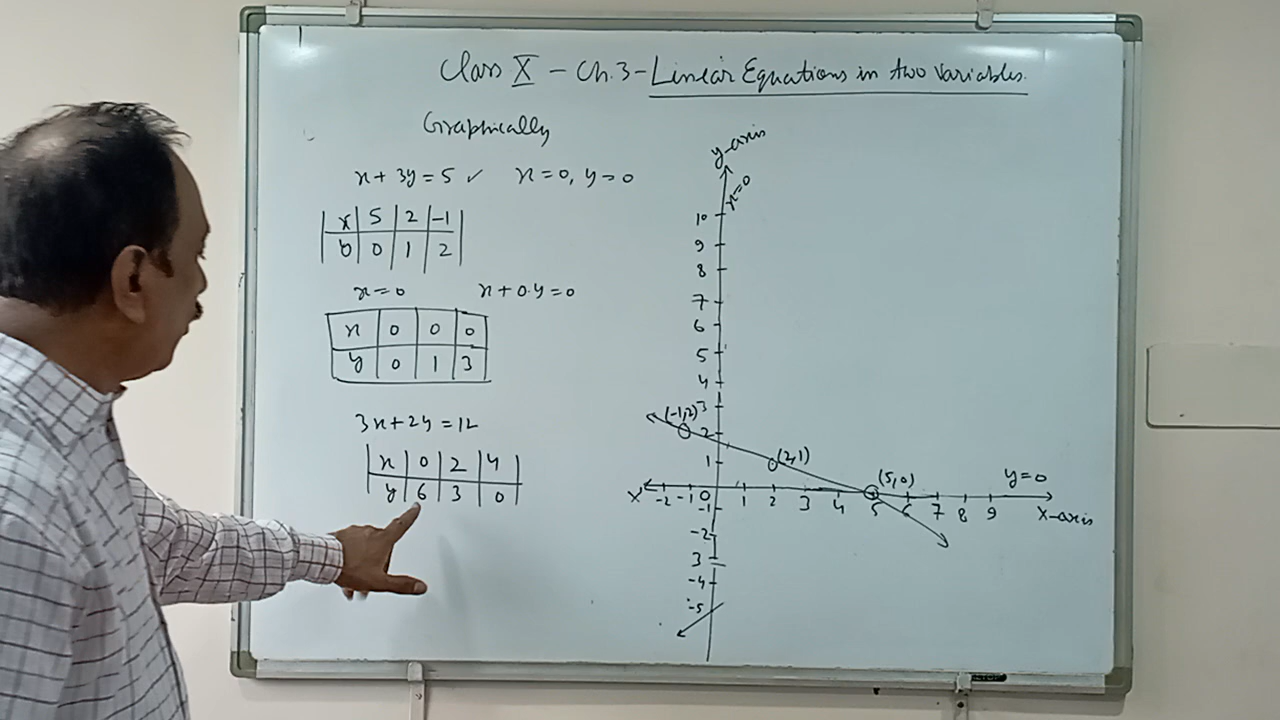 Class X - Ch.3 - Linear Equations in two variables.
Graphically
x + 3y = 5 ✓ x = 0, y = 0
x 5 2 -1
y 0 1 2
x = 0 x + 0.y = 0
x 0 0 0
y 0 1 3
3x + 2y = 12
x 0 2 4
y 6 3 0
y-axis
x=0
10
9
8
7
6
5
4
3
(-1,2) 2
1 (2,1)
(5,0) y=0
X' -2 -1 0 1 2 3 4 5 6 7 8 9 X-axis
-1
-2
3
-4
-5